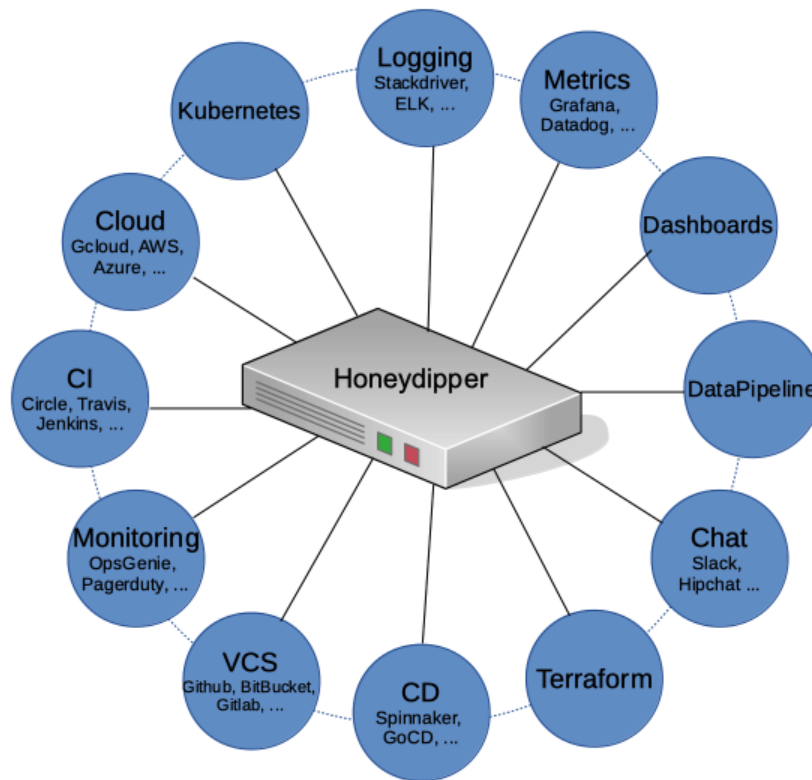 Logging
Stackdriver,
ELK, ...
Metrics
Grafana,
Datadog, ...
Kubernetes
Dashboards
Cloud
Gcloud, AWS,
Azure, ...
Honeydipper
DataPipeline
CI
Circle, Travis,
Jenkins, ...
Monitoring
OpsGenie,
Pagerduty, ...
Chat
Slack,
Hipchat ...
VCS
Github, BitBucket,
Gitlab, ...
CD
Spinnaker,
GoCD, ...
Terraform